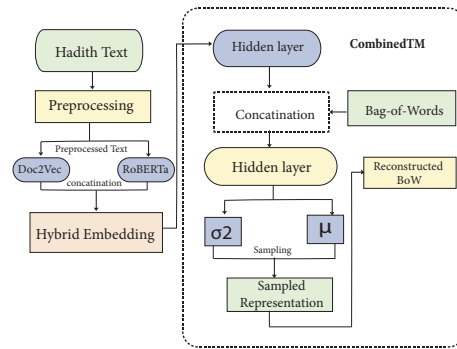 Hadith Text
Preprocessing
Preprocessed Text
Doc2Vec
RoBERTa
concatination
Hybrid Embedding
CombinedTM
Hidden layer
Concatination
Bag-of-Words
Hidden layer
Reconstructed
BoW
σ2
μ
Sampling
Sampled
Representation